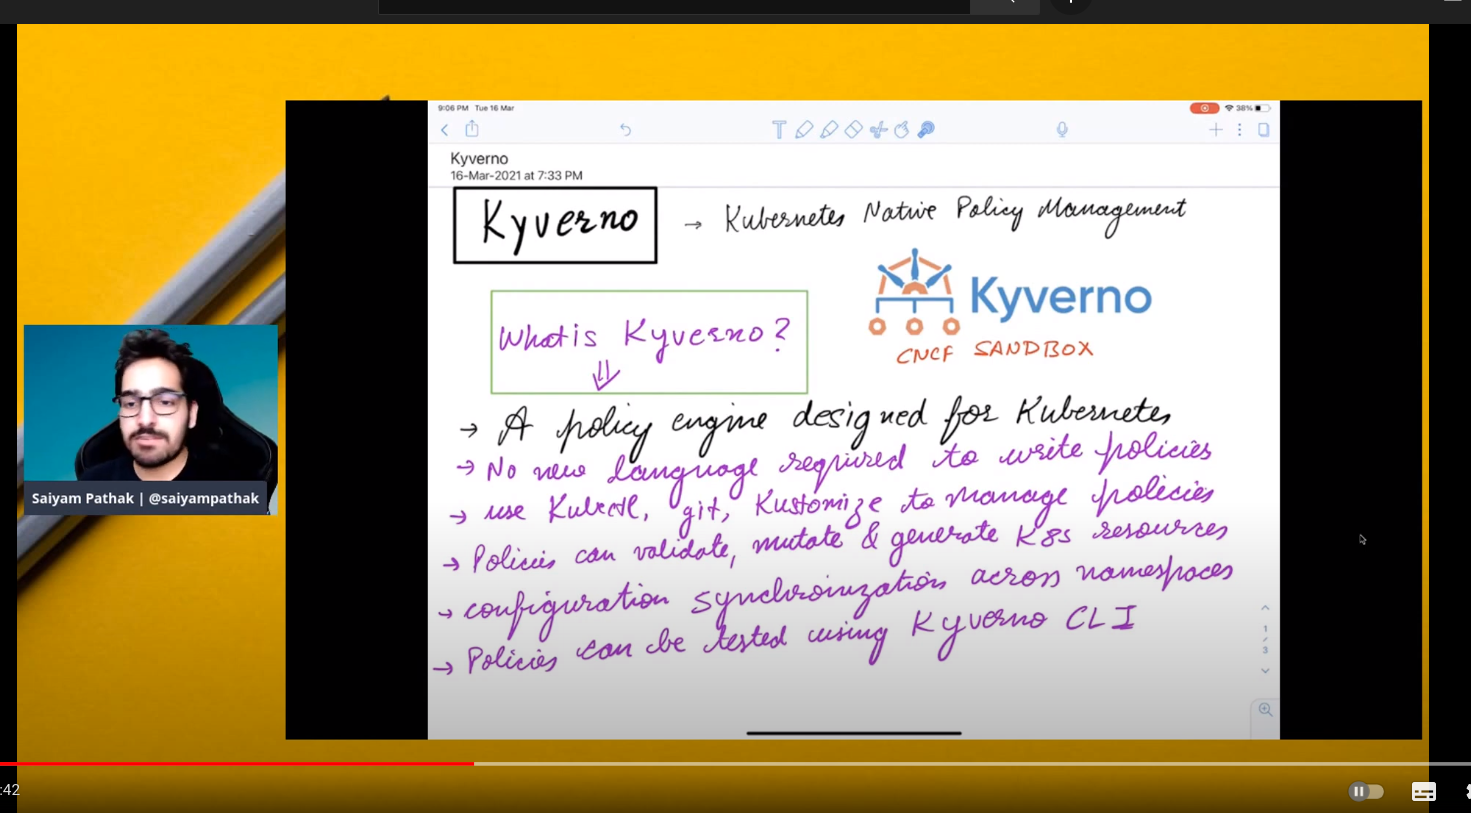 9:06 PM Tue 16 Mar
38%
Kyverno
16-Mar-2021 at 7:33 PM
Kyverno → Kubernetes Native Policy Management
Kyverno
CNCF SANDBOX
What is Kyverno?
→ A policy engine designed for Kubernetes
→ No new language required to write policies
→ use Kubectl, git, Kustomize to manage policies
→ Policies can validate, mutate & generate K8s resources
→ configuration synchronization across namespaces
→ Policies can be tested using Kyverno CLI
1
/
3
Saiyam Pathak | @saiyampathak
:42